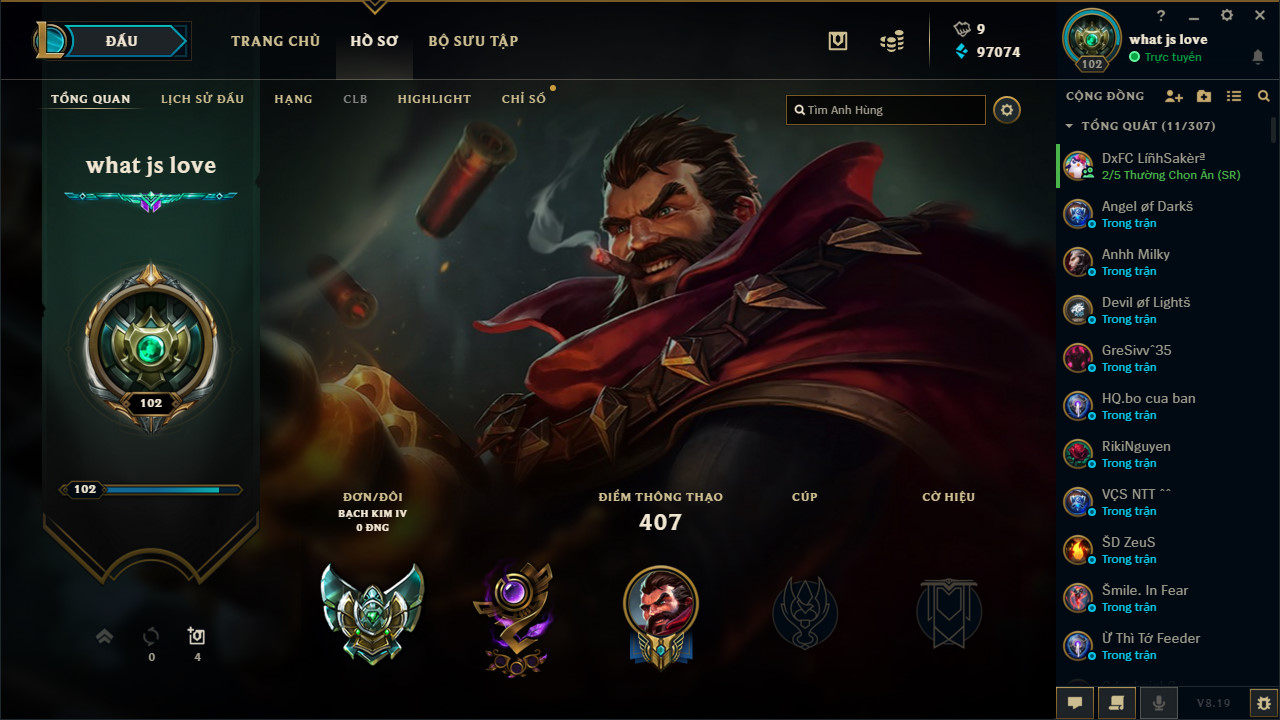 ĐẤU
TRANG CHỦ
HỒ SƠ
BỘ SƯU TẬP
9
97074
?
what js love
Trực tuyến
102
TỔNG QUAN
LỊCH SỬ ĐẤU
HẠNG
CLB
HIGHLIGHT
CHỈ SỐ
Tìm Anh Hùng
what js love
102
102
0
4
ĐƠN/ĐÔI
BẠCH KIM IV
0 ĐNG
ĐIỂM THÔNG THẠO
407
CÚP
CỜ HIỆU
CỘNG ĐỒNG
TỔNG QUÁT (11/307)
DxFC LíñhSakèrª
2/5 Thường Chọn Ẩn (SR)
Angel øf Darkš
Trong trận
Anhh Milky
Trong trận
Devil øf Lightš
Trong trận
GreSivvˆ35
Trong trận
HQ.bo cua ban
Trong trận
RikiNguyen
Trong trận
VÇS NTT ˆˆ
Trong trận
ŠD ZeuS
Trong trận
Šmile. In Fear
Trong trận
Ừ Thì Tớ Feeder
Trong trận
V8.19